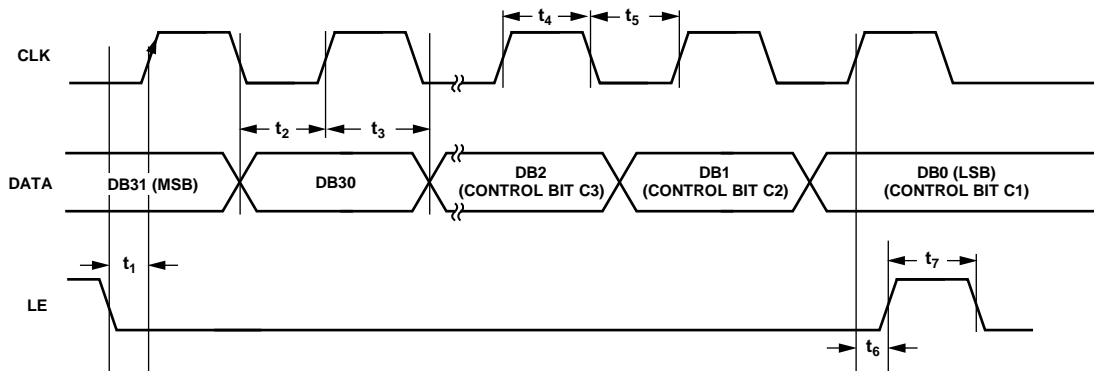 t4
t5
CLK
t2
t3
DATA
DB31 (MSB)
DB30
DB2
(CONTROL BIT C3)
DB1
(CONTROL BIT C2)
DB0 (LSB)
(CONTROL BIT C1)
t1
t7
LE
t6